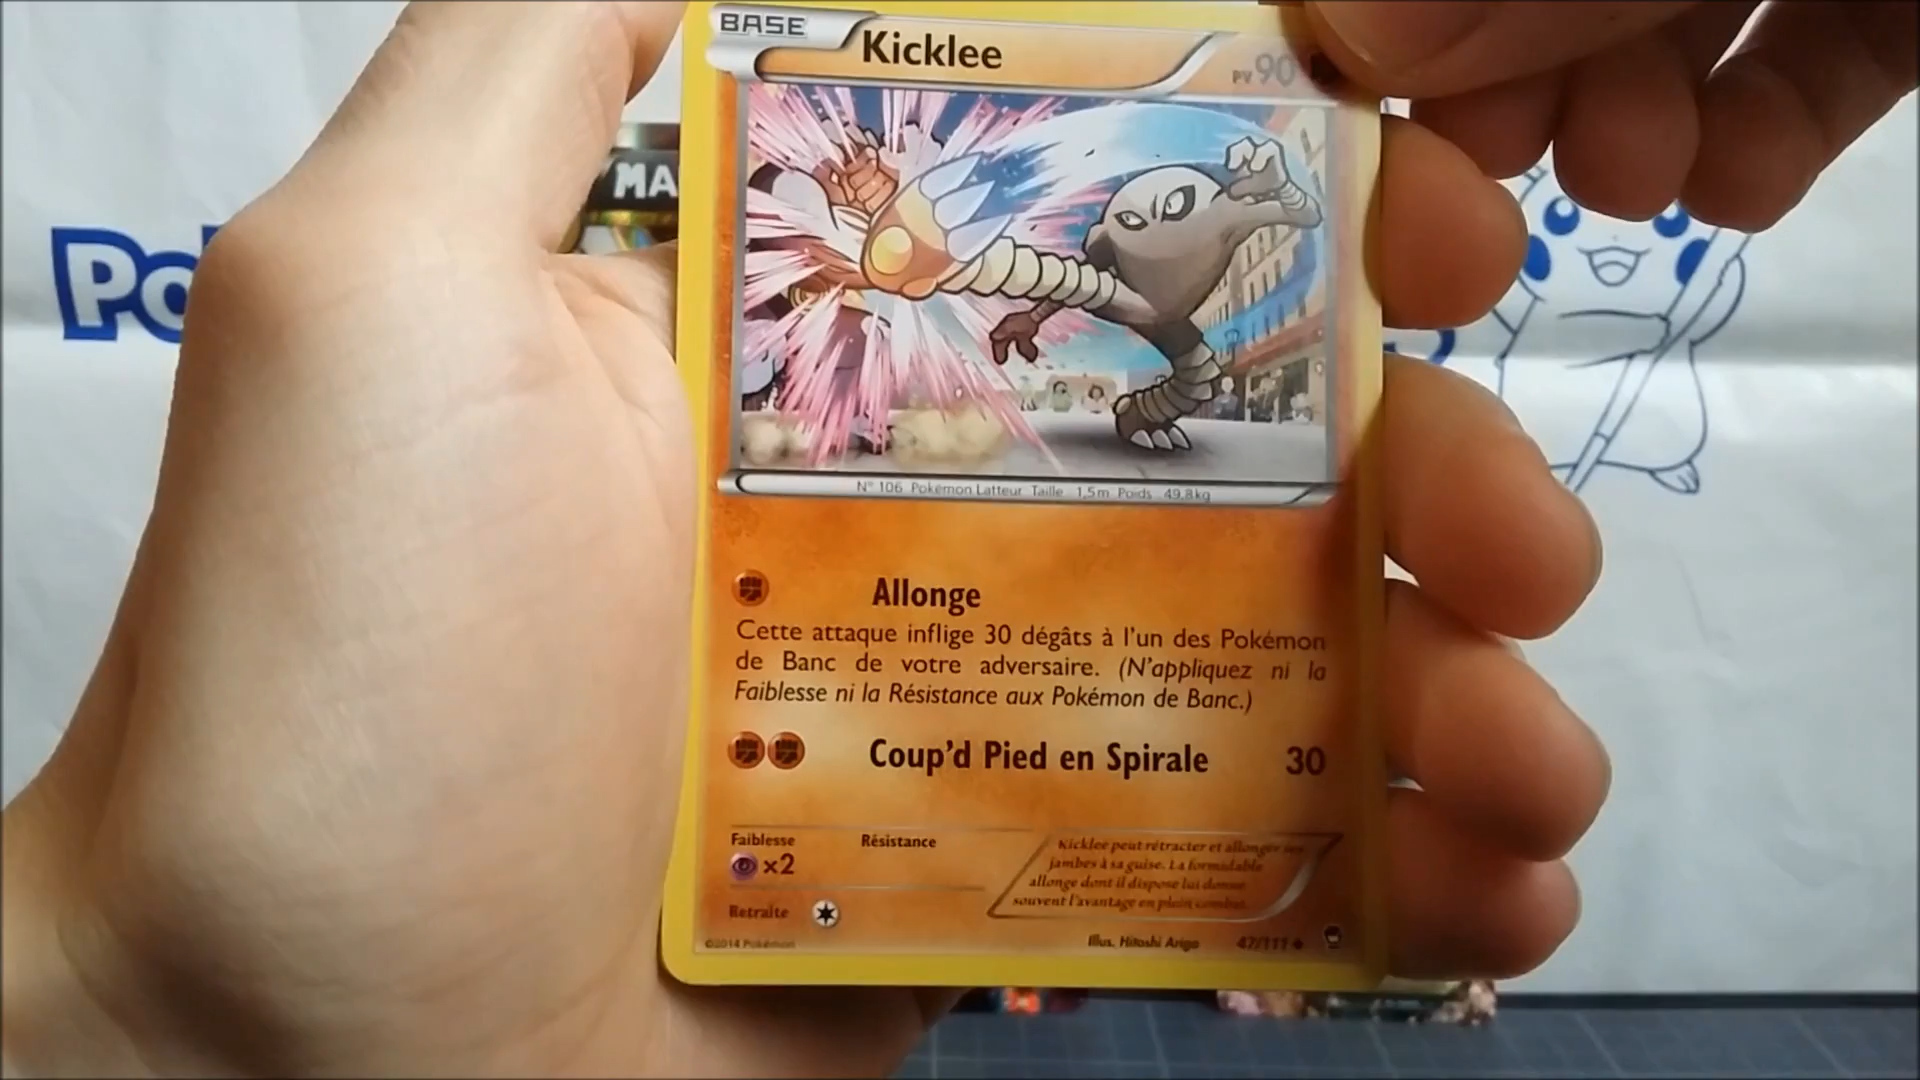 BASE
Kicklee
PV 90
MA
Po
N° 106 Pokémon Latteur Taille 1,5m Poids 49,8kg
Allonge
Cette attaque inflige 30 dégâts à l'un des Pokémon
de Banc de votre adversaire. (N'appliquez ni la
Faiblesse ni la Résistance aux Pokémon de Banc.)
Coup'd Pied en Spirale 30
Faiblesse Résistance
x2
Kicklee peut rétracter et allonger ses
jambes à sa guise. La formidable
allonge dont il dispose lui donne
souvent l'avantage en plein combat.
Retraite
©2014 Pokémon
Illus. Hitoshi Ariga 47/111